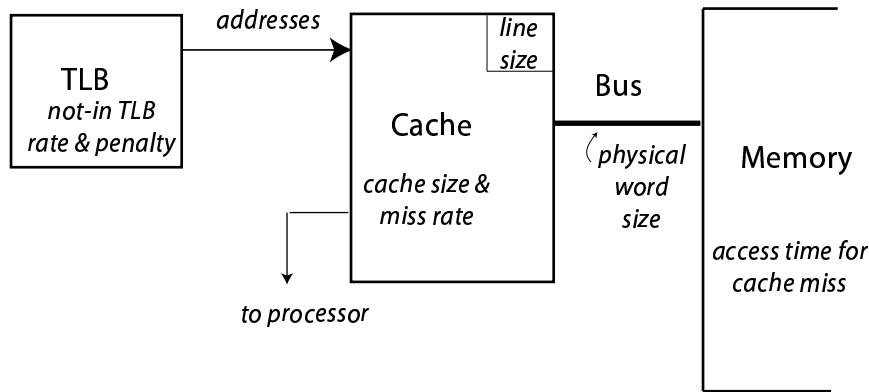 addresses
TLB
not-in TLB
rate & penalty
line
size
Cache
cache size &
miss rate
to processor
Bus
physical
word
size
Memory
access time for
cache miss